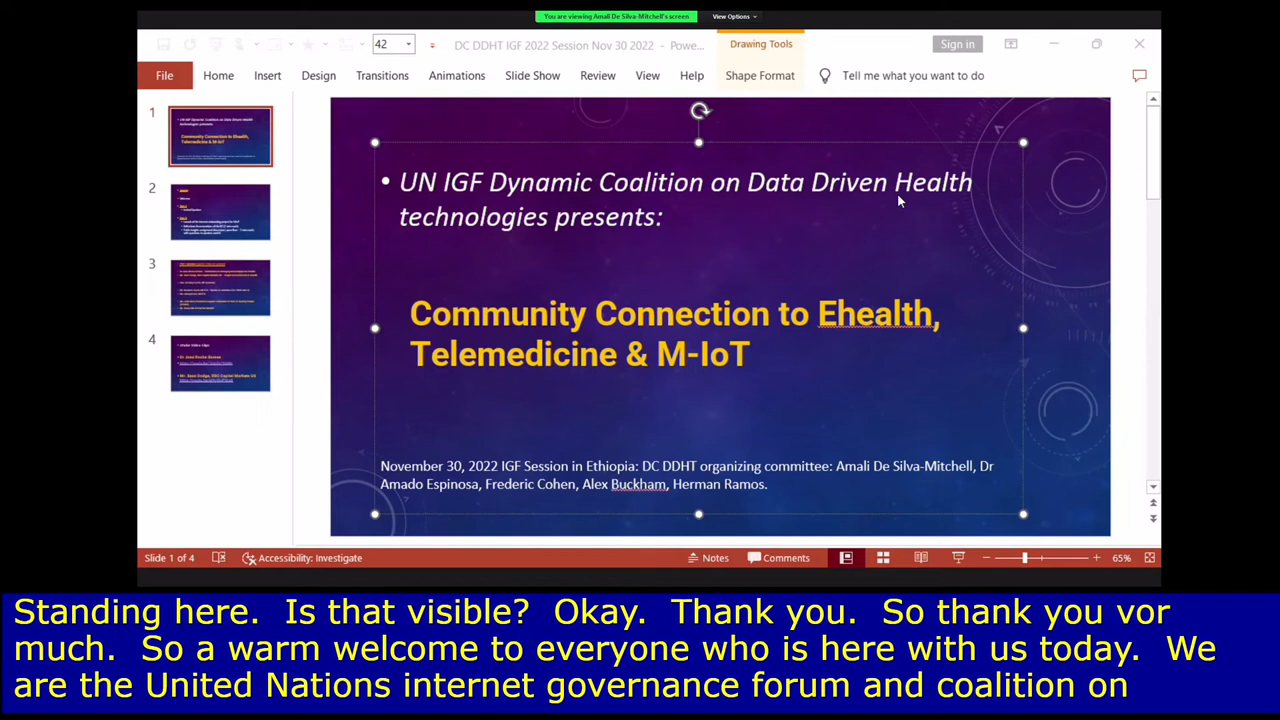 You are viewing Amali De Silva-Mitchell's screen
View Options
42
DC DDHT IGF 2022 Session Nov 30 2022 - Powe...
Drawing Tools
Sign in
File
Home
Insert
Design
Transitions
Animations
Slide Show
Review
View
Help
Shape Format
Tell me what you want to do
1
2
3
4
• UN IGF Dynamic Coalition on Data Driven Health
technologies presents:
Community Connection to Ehealth,
Telemedicine & M-IoT
November 30, 2022 IGF Session in Ethiopia: DC DDHT organizing committee: Amali De Silva-Mitchell, Dr
Amado Espinosa, Frederic Cohen, Alex Buckham, Herman Ramos.
Slide 1 of 4
Accessibility: Investigate
Notes
Comments
65%
Standing here. Is that visible? Okay. Thank you. So thank you vor
much. So a warm welcome to everyone who is here with us today. We
are the United Nations internet governance forum and coalition on